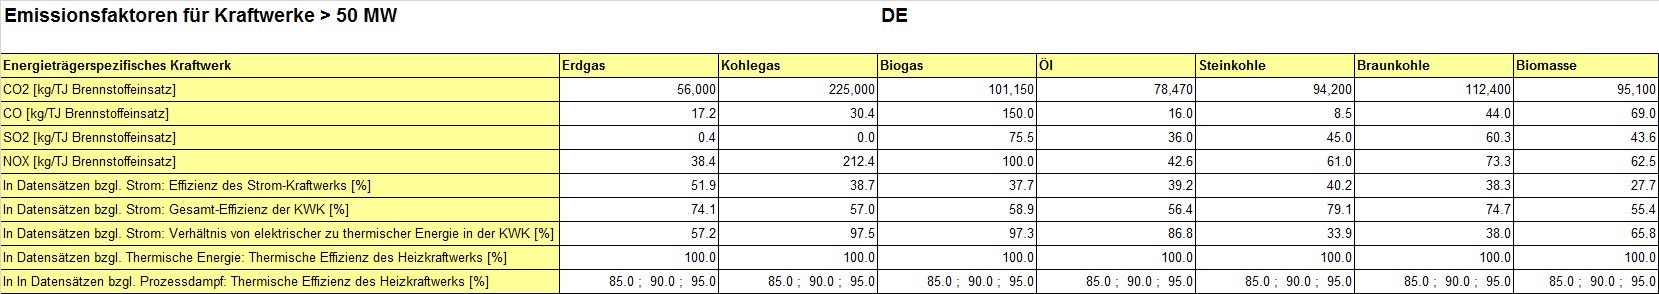 Emissionsfaktoren für Kraftwerke > 50 MW DE
Energieträgerspezifisches Kraftwerk Erdgas Kohlegas Biogas Öl Steinkohle Braunkohle Biomasse
CO2 [kg/TJ Brennstoffeinsatz] 56,000 225,000 101,150 78,470 94,200 112,400 95,100
CO [kg/TJ Brennstoffeinsatz] 17.2 30.4 150.0 16.0 8.5 44.0 69.0
SO2 [kg/TJ Brennstoffeinsatz] 0.4 0.0 75.5 36.0 45.0 60.3 43.6
NOX [kg/TJ Brennstoffeinsatz] 38.4 212.4 100.0 42.6 61.0 73.3 62.5
In Datensätzen bzgl. Strom: Effizienz des Strom-Kraftwerks [%] 51.9 38.7 37.7 39.2 40.2 38.3 27.7
In Datensätzen bzgl. Strom: Gesamt-Effizienz der KWK [%] 74.1 57.0 58.9 56.4 79.1 74.7 55.4
In Datensätzen bzgl. Strom: Verhältnis von elektrischer zu thermischer Energie in der KWK [%] 57.2 97.5 97.3 86.8 33.9 38.0 65.8
In Datensätzen bzgl. Thermische Energie: Thermische Effizienz des Heizkraftwerks [%] 100.0 100.0 100.0 100.0 100.0 100.0 100.0
In In Datensätzen bzgl. Prozessdampf: Thermische Effizienz des Heizkraftwerks [%] 85.0 ; 90.0 ; 95.0 85.0 ; 90.0 ; 95.0 85.0 ; 90.0 ; 95.0 85.0 ; 90.0 ; 95.0 85.0 ; 90.0 ; 95.0 85.0 ; 90.0 ; 95.0 85.0 ; 90.0 ; 95.0